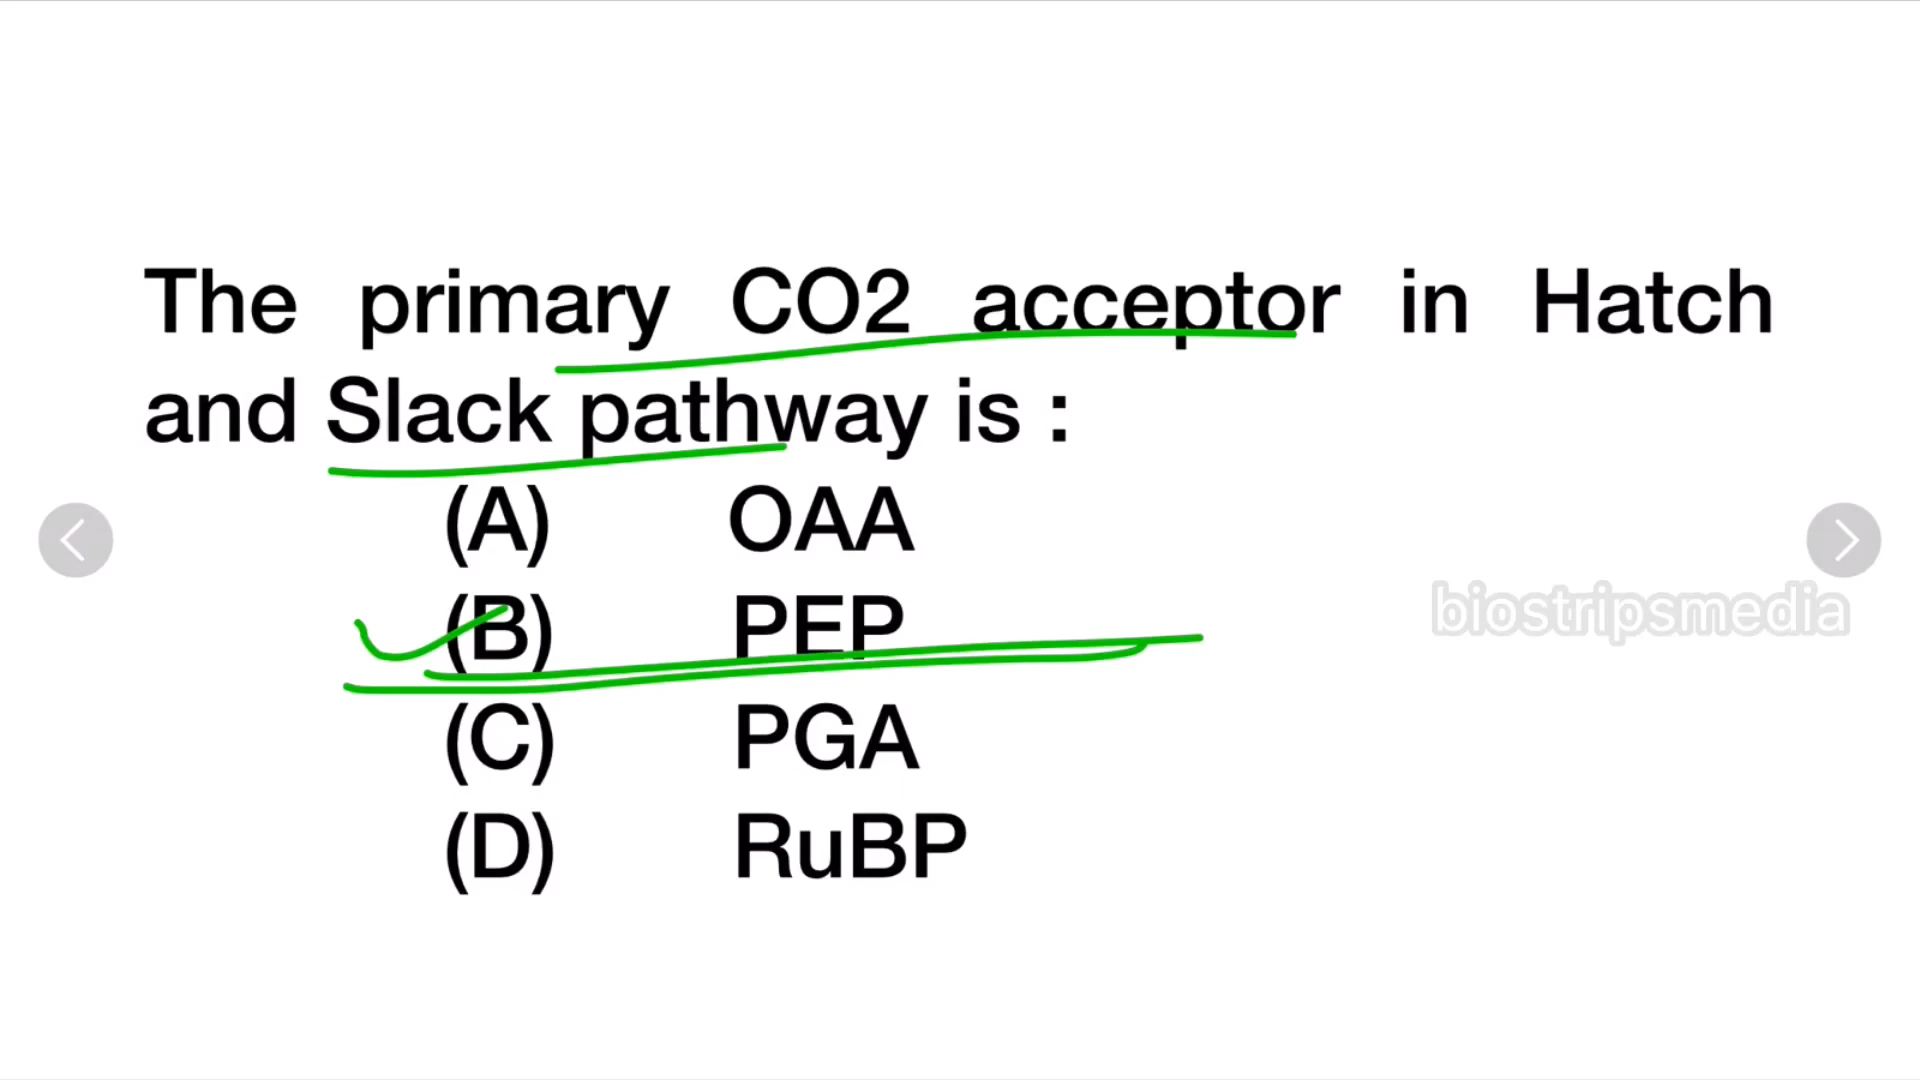 The primary CO2 acceptor in Hatch
and Slack pathway is :
(A) OAA
(B) PEP
(C) PGA
(D) RuBP
biostripsmedia